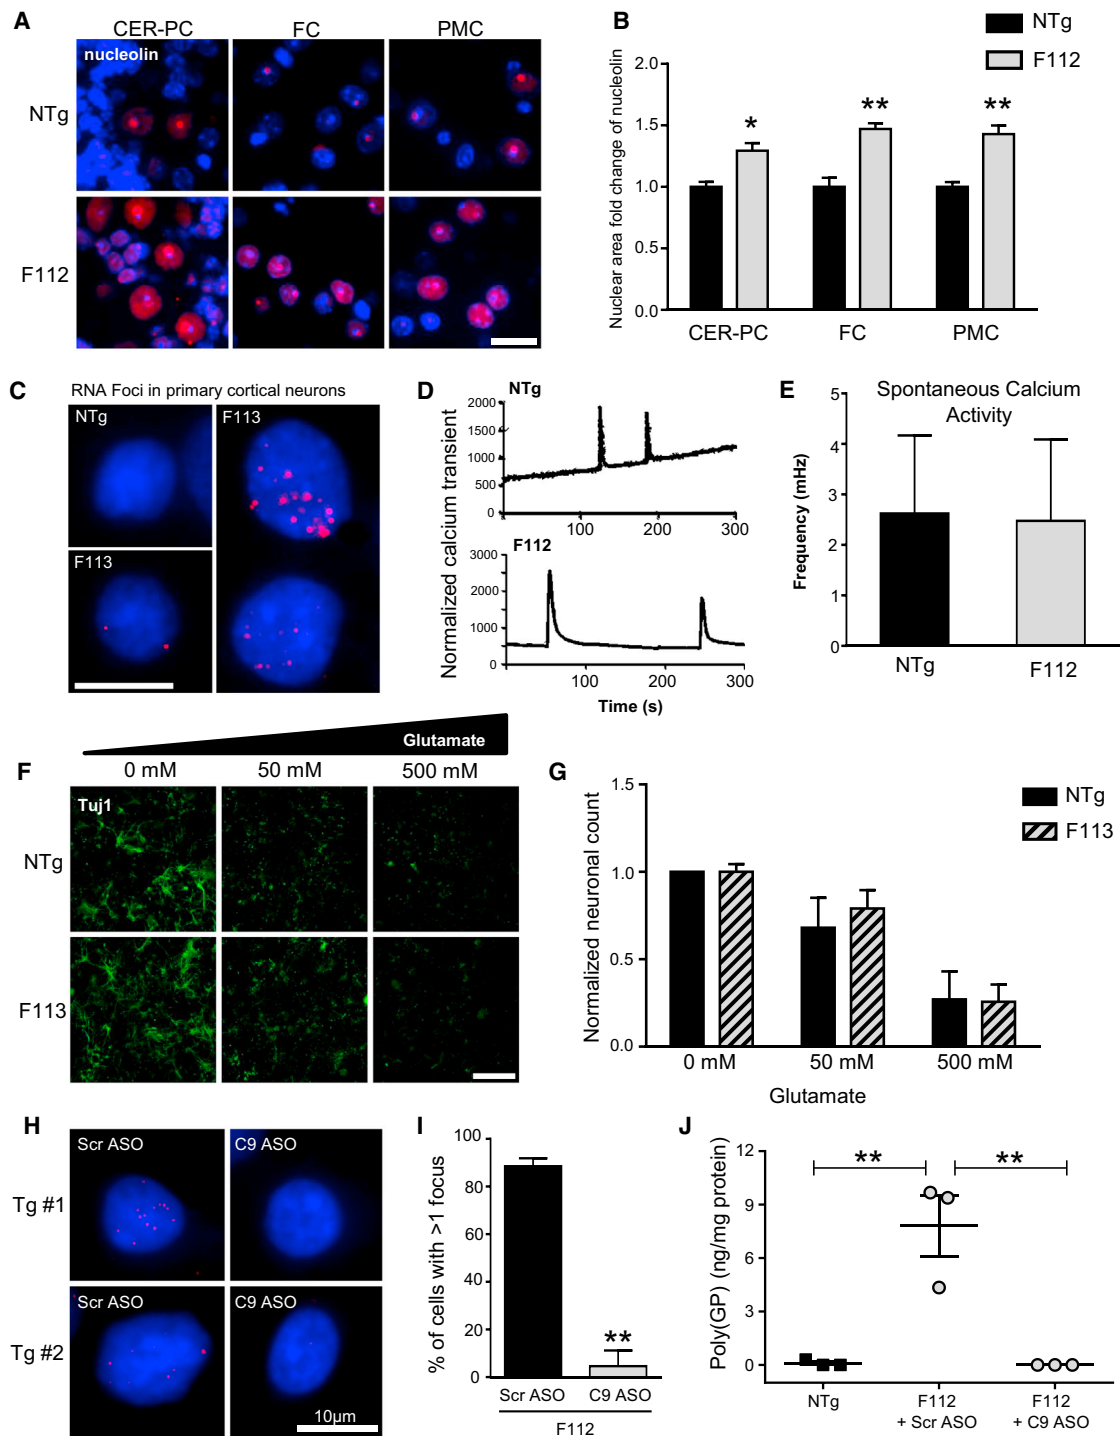 A
CER-PC FC PMC
nucleolin
NTg
F112
B
NTg
F112
Nuclear area fold change of nucleolin
2.0
1.5
1.0
0.5
0.0
* ** **
CER-PC FC PMC
C
RNA Foci in primary cortical neurons
NTg
F113
F113
D
NTg
Normalized calcium transient
2000
1000
500
0
100 200 300
F112
3000
2000
1000
0
100 200 300
Time (s)
E
Spontaneous Calcium
Activity
Frequency (mHz)
5
4
3
2
1
0
NTg F112
Glutamate
F
0 mM 50 mM 500 mM
Tuj1
NTg
F113
G
NTg
F113
Normalized neuronal count
1.5
1.0
0.5
0.0
0 mM 50 mM 500 mM
Glutamate
H
Scr ASO C9 ASO
Tg #1
Scr ASO C9 ASO
Tg #2
10µm
I
% of cells with >1 focus
100
80
60
40
20
0
**
Scr ASO C9 ASO
F112
J
Poly(GP) (ng/mg protein)
12
9
6
3
0
** **
NTg F112 F112
+ Scr ASO + C9 ASO